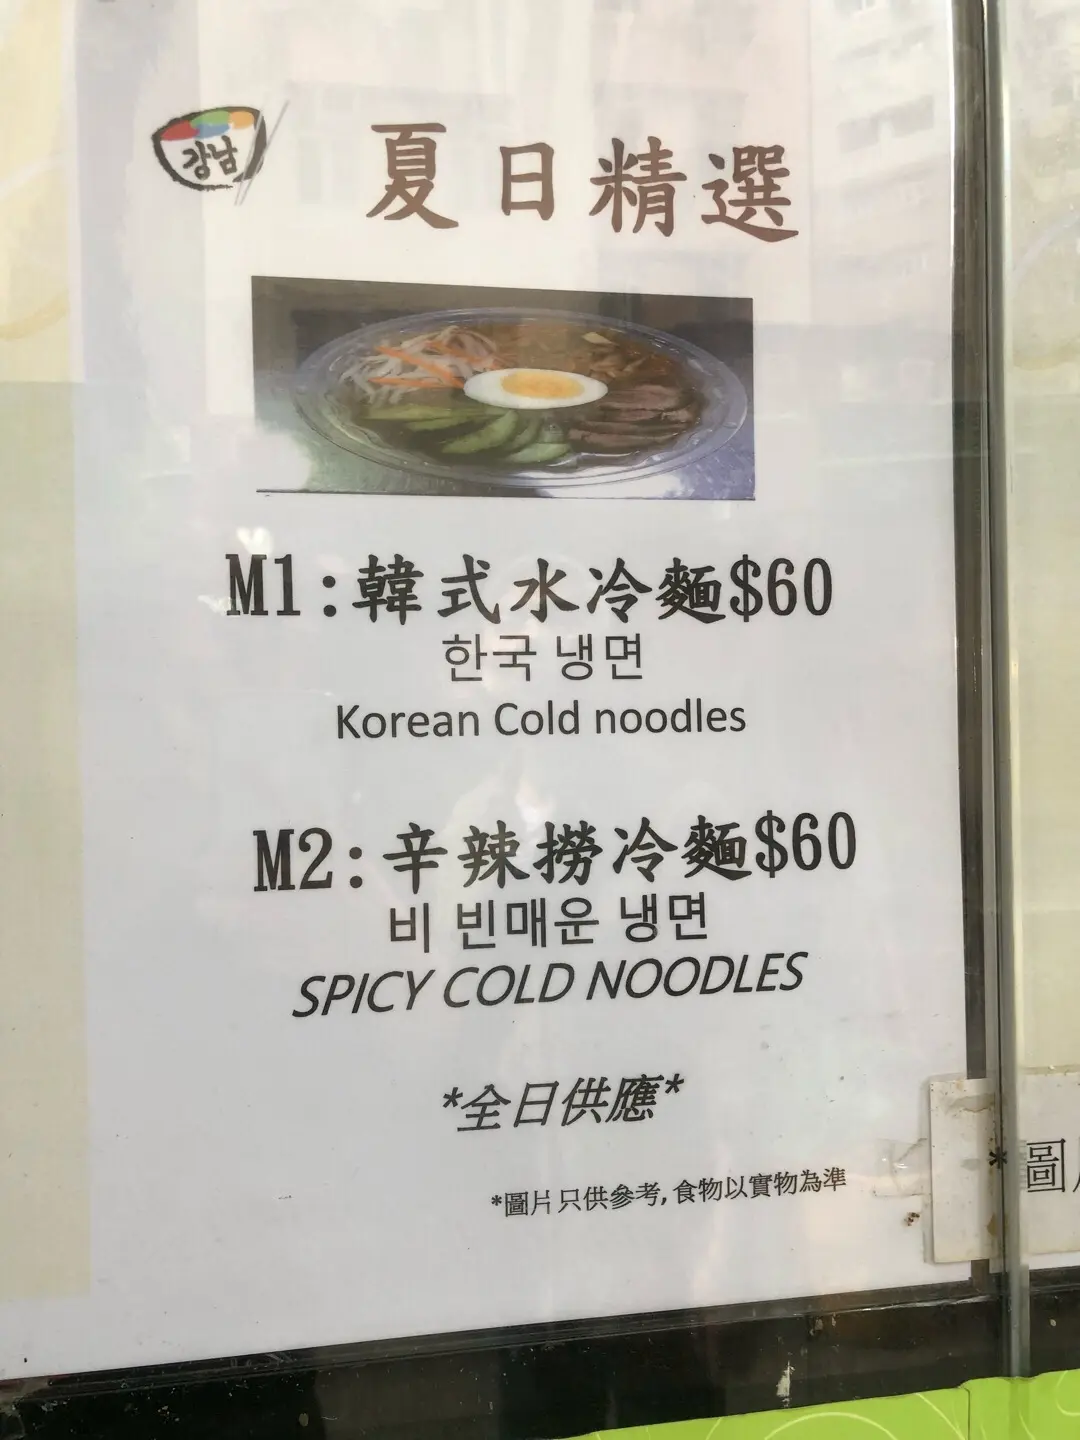 강남
夏日精選
M1:韓式水冷麵$60
한국 냉면
Korean Cold noodles
M2:辛辣撈冷麵$60
비 빈매운 냉면
SPICY COLD NOODLES
*全日供應*
*圖片只供參考,食物以實物為準
*圖